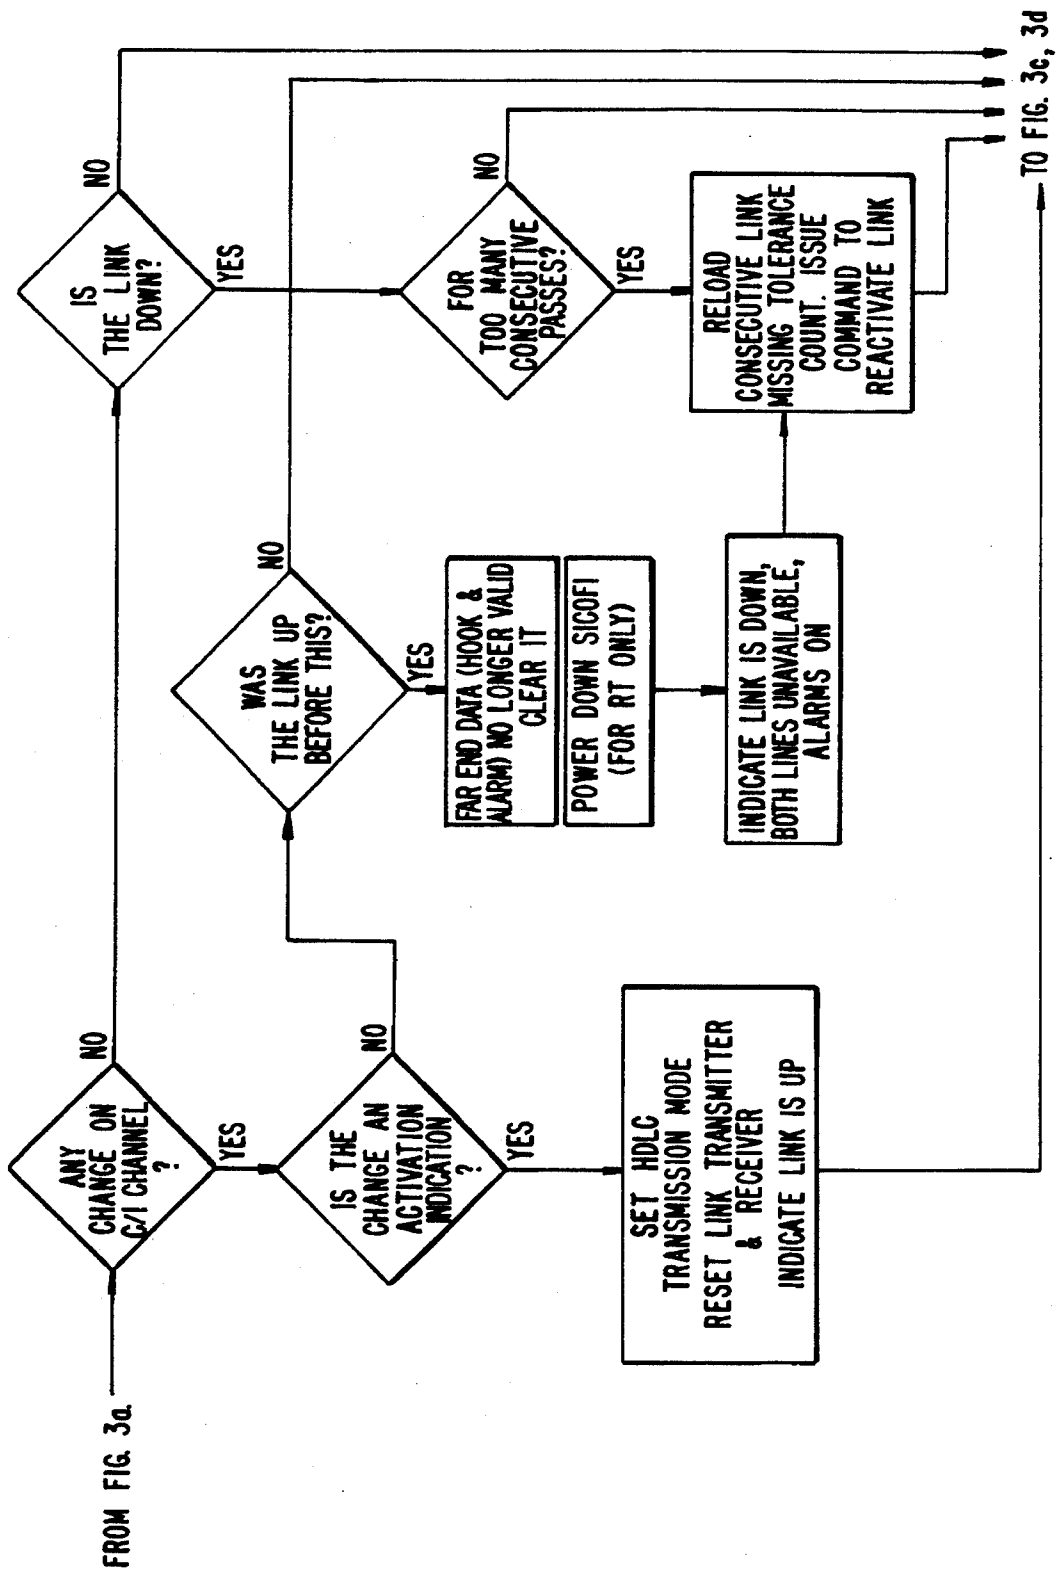 FROM FIG. 3a
ANY
CHANGE ON
C/I CHANNEL
?
NO
YES
IS THE
CHANGE AN
ACTIVATION
INDICATION
?
NO
YES
SET HDLC
TRANSMISSION MODE
RESET LINK TRANSMITTER
& RECEIVER
INDICATE LINK IS UP
WAS
THE LINK UP
BEFORE THIS?
NO
YES
FAR END DATA (HOOK &
ALARM) NO LONGER VALID
CLEAR IT
POWER DOWN SICOFI
(FOR RT ONLY)
INDICATE LINK IS DOWN,
BOTH LINES UNAVAILABLE,
ALARMS ON
IS
THE LINK
DOWN?
NO
YES
FOR
TOO MANY
CONSECUTIVE
PASSES?
NO
YES
RELOAD
CONSECUTIVE LINK
MISSING TOLERANCE
COUNT. ISSUE
COMMAND TO
REACTIVATE LINK
TO FIG. 3c, 3d